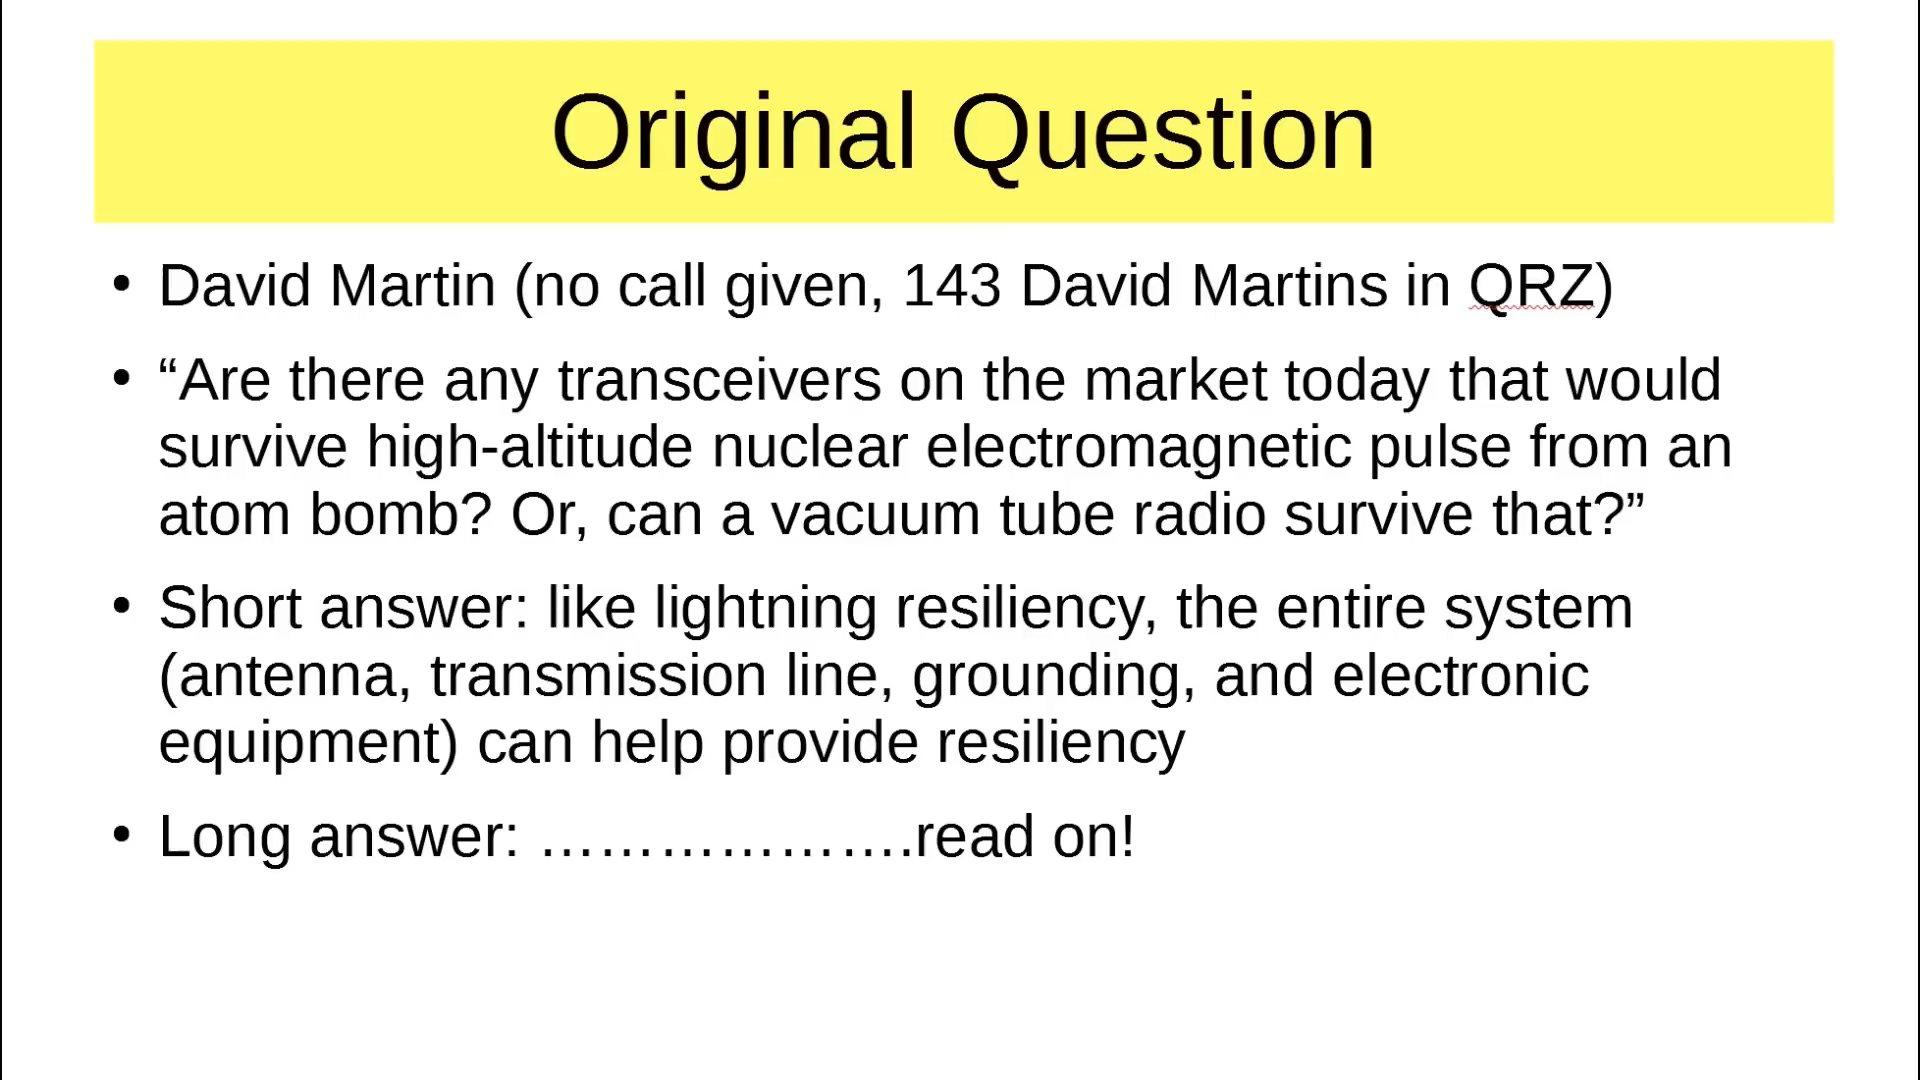 Original Question
• David Martin (no call given, 143 David Martins in QRZ)
• “Are there any transceivers on the market today that would
survive high-altitude nuclear electromagnetic pulse from an
atom bomb? Or, can a vacuum tube radio survive that?”
• Short answer: like lightning resiliency, the entire system
(antenna, transmission line, grounding, and electronic
equipment) can help provide resiliency
• Long answer: ……………….read on!